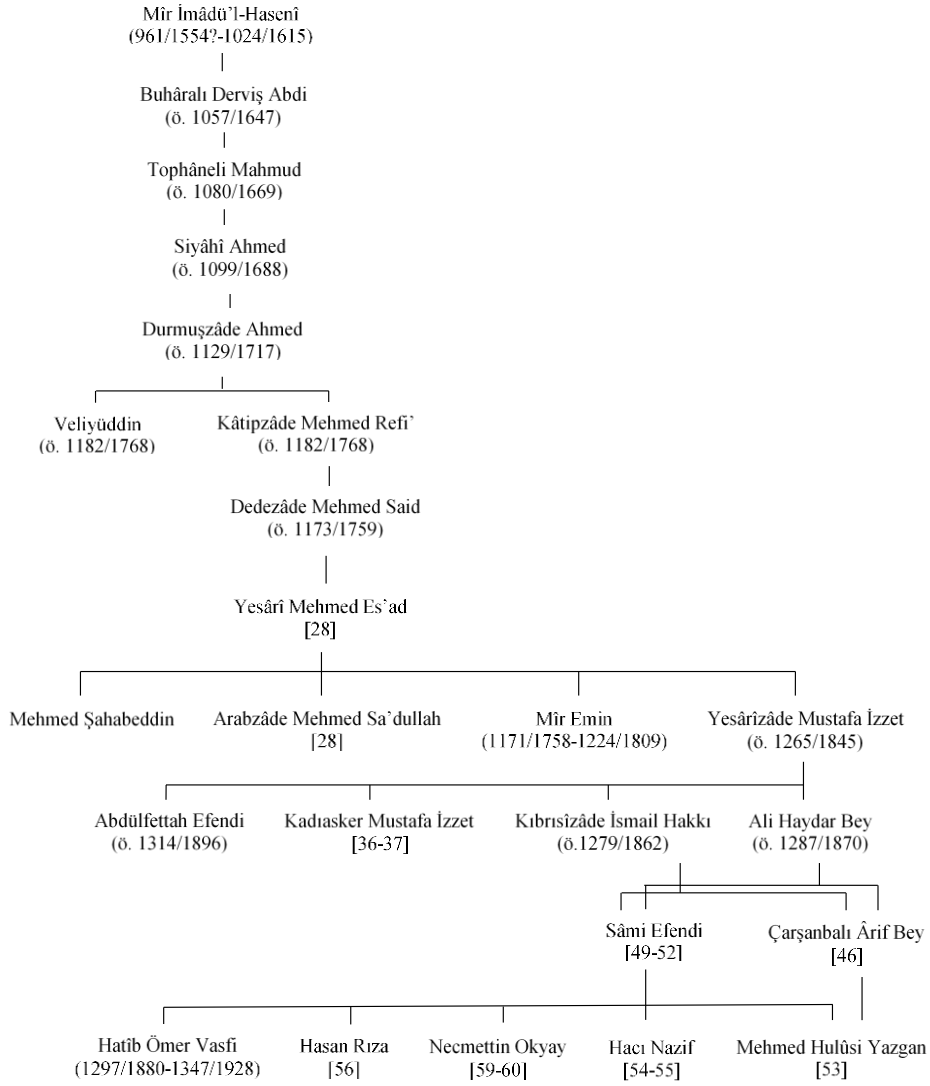 Mîr İmâdü’l-Hasenî
(961/1554?-1024/1615)
Buhâralı Derviş Abdi
(ö. 1057/1647)
Tophâneli Mahmud
(ö. 1080/1669)
Siyâhî Ahmed
(ö. 1099/1688)
Durmuşzâde Ahmed
(ö. 1129/1717)
Veliyüddin
(ö. 1182/1768)
Kâtipzâde Mehmed Refi’
(ö. 1182/1768)
Dedezâde Mehmed Said
(ö. 1173/1759)
Yesârî Mehmed Es’ad
[28]
Mehmed Şahabeddin
Arabzâde Mehmed Sa’dullah
[28]
Mîr Emin
(1171/1758-1224/1809)
Yesârîzâde Mustafa İzzet
(ö. 1265/1845)
Abdülfettah Efendi
(ö. 1314/1896)
Kadıasker Mustafa İzzet
[36-37]
Kıbrısîzâde İsmail Hakkı
(ö.1279/1862)
Ali Haydar Bey
(ö. 1287/1870)
Sâmi Efendi
[49-52]
Çarşanbalı Ârif Bey
[46]
Hatîb Ömer Vasfi
(1297/1880-1347/1928)
Hasan Rıza
[56]
Necmettin Okyay
[59-60]
Hacı Nazif
[54-55]
Mehmed Hulûsi Yazgan
[53]